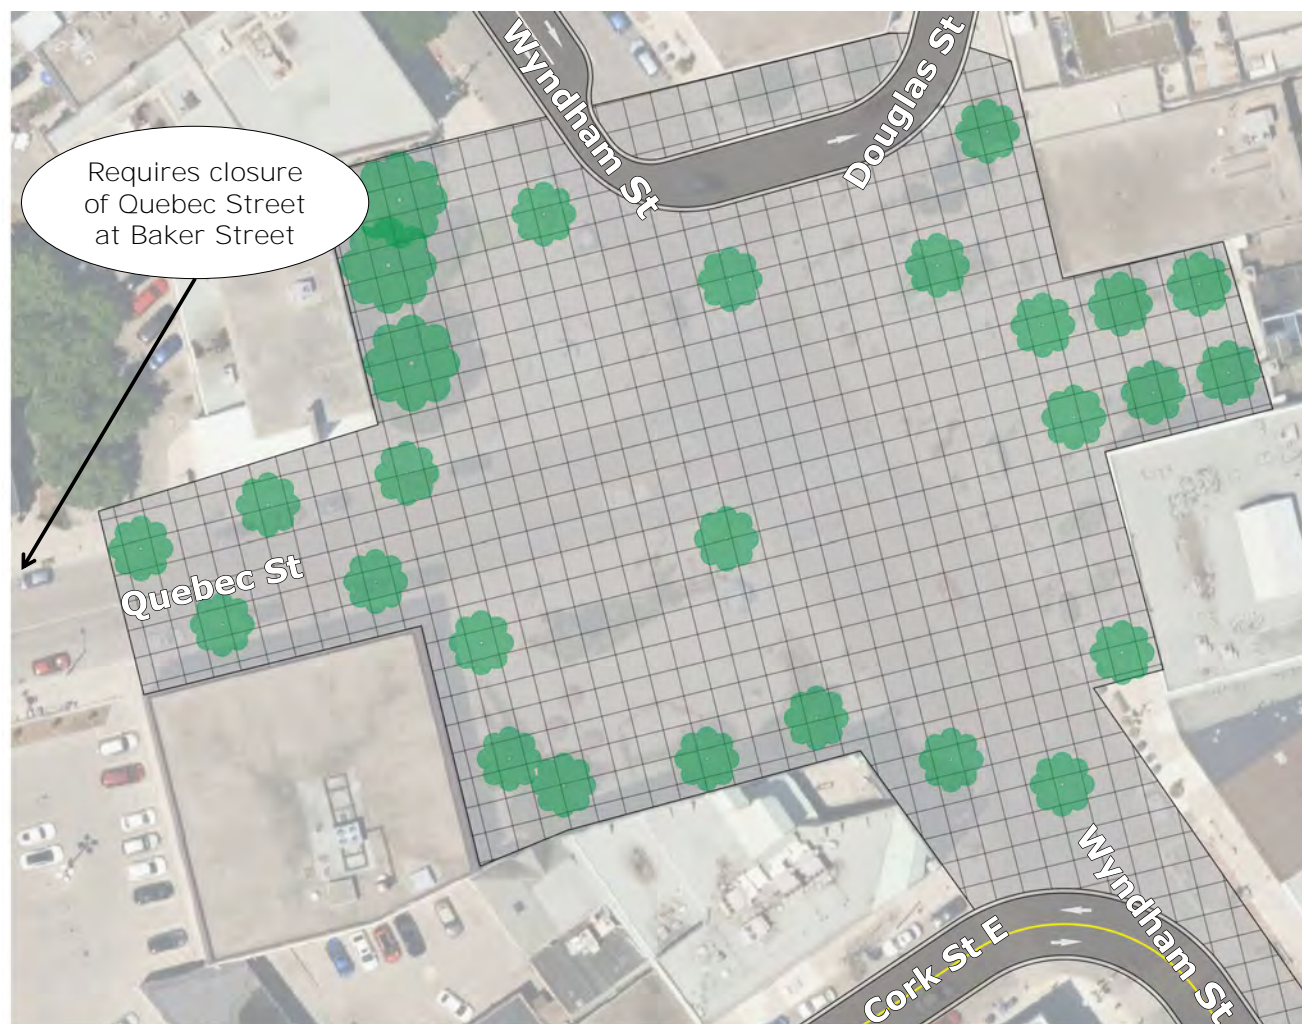 Wyndham St
Douglas St
Requires closure
of Quebec Street
at Baker Street
Quebec St
Wyndham St
Cork St E